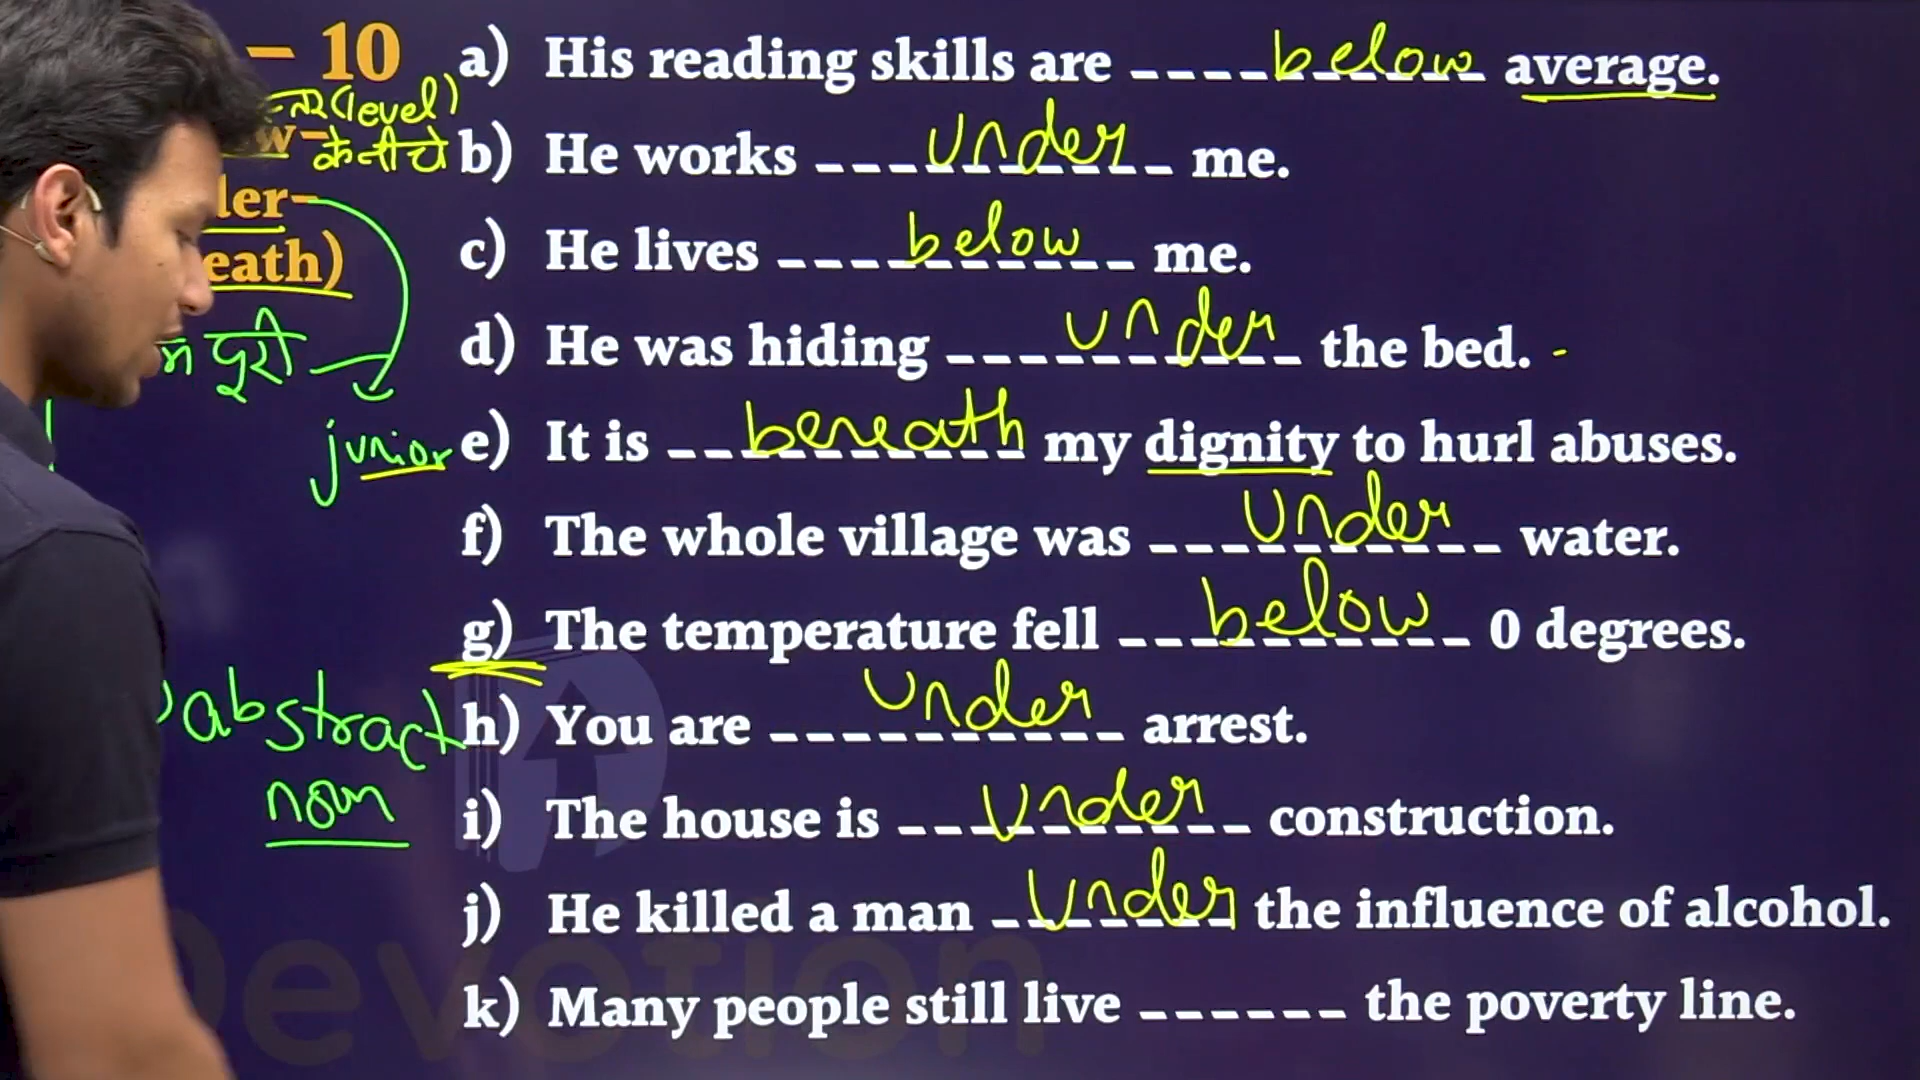 – 10
a) His reading skills are ----below---- average.
(level)
के नीचे
b) He works ---under---- me.
c) He lives ----below---- me.
d) He was hiding ----under---- the bed.
दूरी
junior
e) It is --beneath my dignity to hurl abuses.
f) The whole village was ---under---- water.
g) The temperature fell ----below---- 0 degrees.
abstract
noun
h) You are ----under---- arrest.
i) The house is ---under---- construction.
j) He killed a man -under the influence of alcohol.
k) Many people still live ------ the poverty line.
Devotion